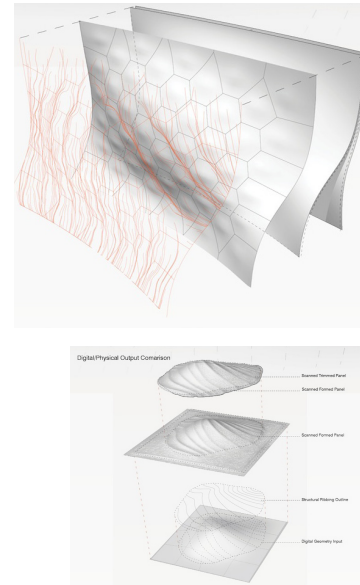 Digital/Physical Output Comarison
Scanned Trimmed Panel
Scanned Formed Panel
Scanned Formed Panel
Structural Ribbing Outline
Digital Geometry Input